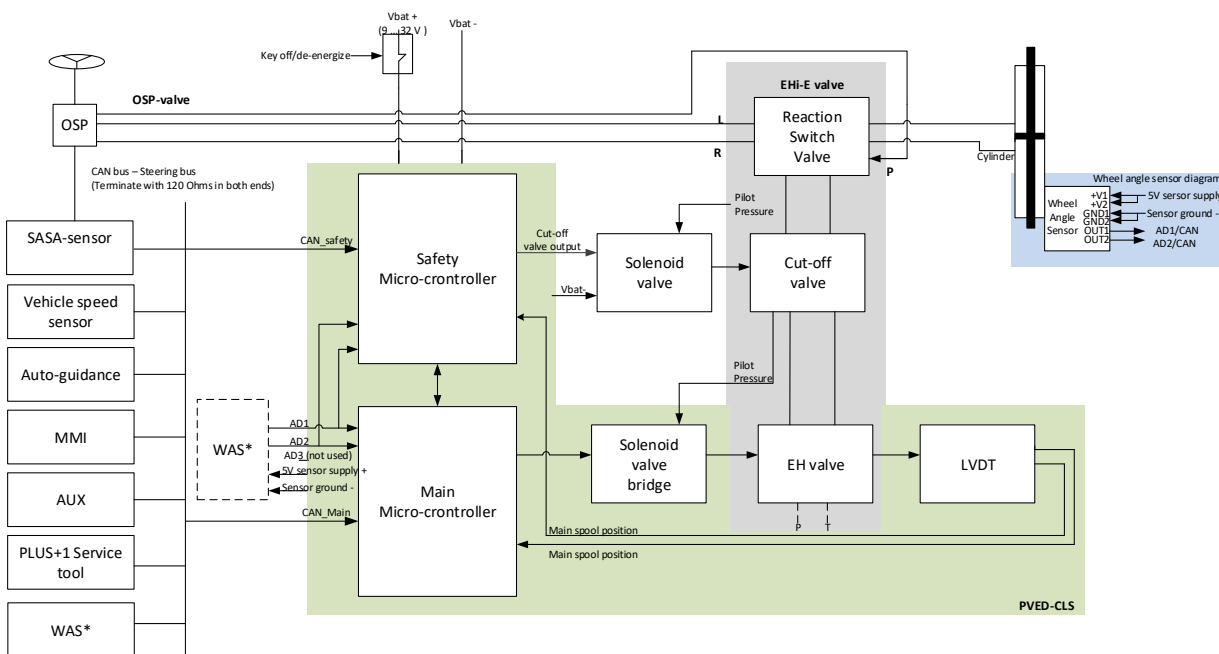 Vbat +
(9 ... 32 V )
Vbat -
Key off/de-energize
OSP-valve
EHi-E valve
OSP
L
R
P
Reaction
Switch
Valve
Cylinder
CAN bus – Steering bus
(Terminate with 120 Ohms in both ends)
Wheel angle sensor diagram
Wheel
Angle
Sensor
+V1
+V2
GND1
GND2
OUT1
OUT2
5V sersor supply
Sersor ground -
AD1/CAN
AD2/CAN
SASA-sensor
CAN_safety
Safety
Micro-crontroller
Cut-off
valve output
Vbat-
Pilot
Pressure
Solenoid
valve
Cut-off
valve
Vehicle speed
sensor
Auto-guidance
MMI
AUX
PLUS+1 Service
tool
WAS*
WAS*
AD1
AD2
AD3 (not used)
5V sensor supply +
Sensor ground -
CAN_Main
Main
Micro-crontroller
Pilot
Pressure
Solenoid
valve
bridge
EH valve
LVDT
P
T
Main spool position
Main spool position
PVED-CLS